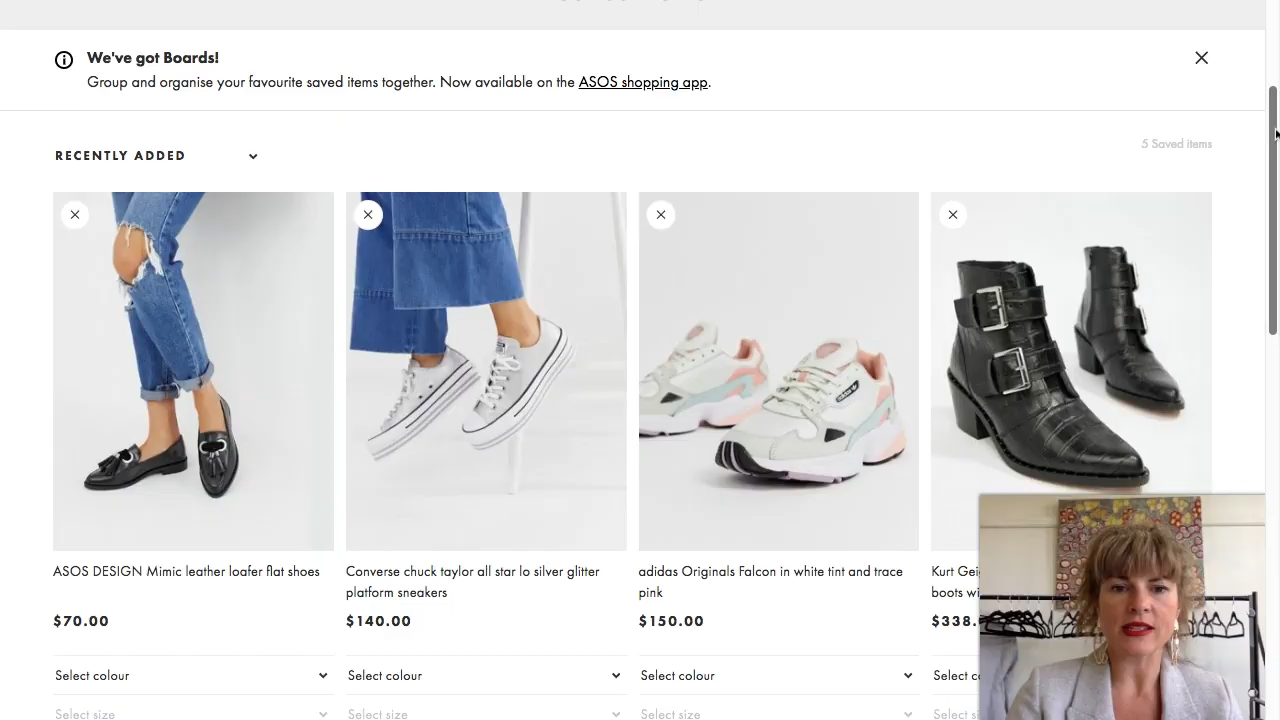 We've got Boards!
Group and organise your favourite saved items together. Now available on the ASOS shopping app.
RECENTLY ADDED
5 Saved items
ASOS DESIGN Mimic leather loafer flat shoes
$70.00
Select colour
Select size
Converse chuck taylor all star lo silver glitter
platform sneakers
$140.00
Select colour
Select size
adidas Originals Falcon in white tint and trace
pink
$150.00
Select colour
Select size
Kurt Gei
boots wi
$338.
Select co